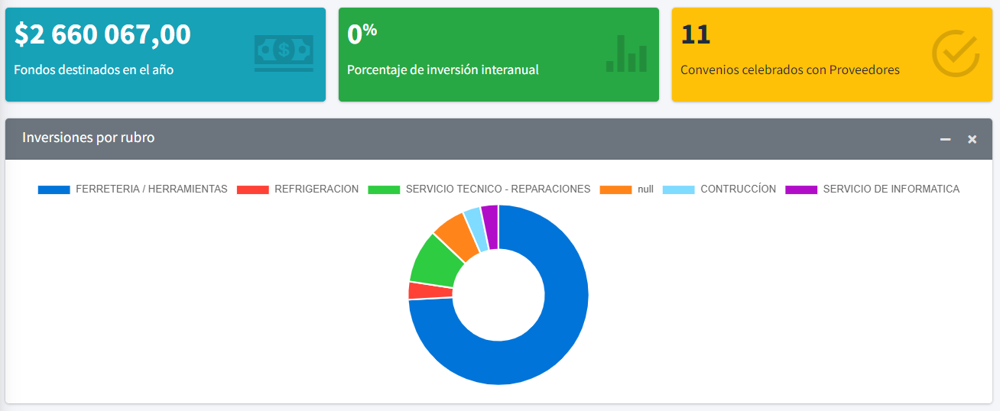 $2 660 067,00
Fondos destinados en el año
0%
Porcentaje de inversión interanual
11
Convenios celebrados con Proveedores
Inversiones por rubro
FERRETERIA / HERRAMIENTAS REFRIGERACION SERVICIO TECNICO - REPARACIONES null CONTRUCCÍON SERVICIO DE INFORMATICA